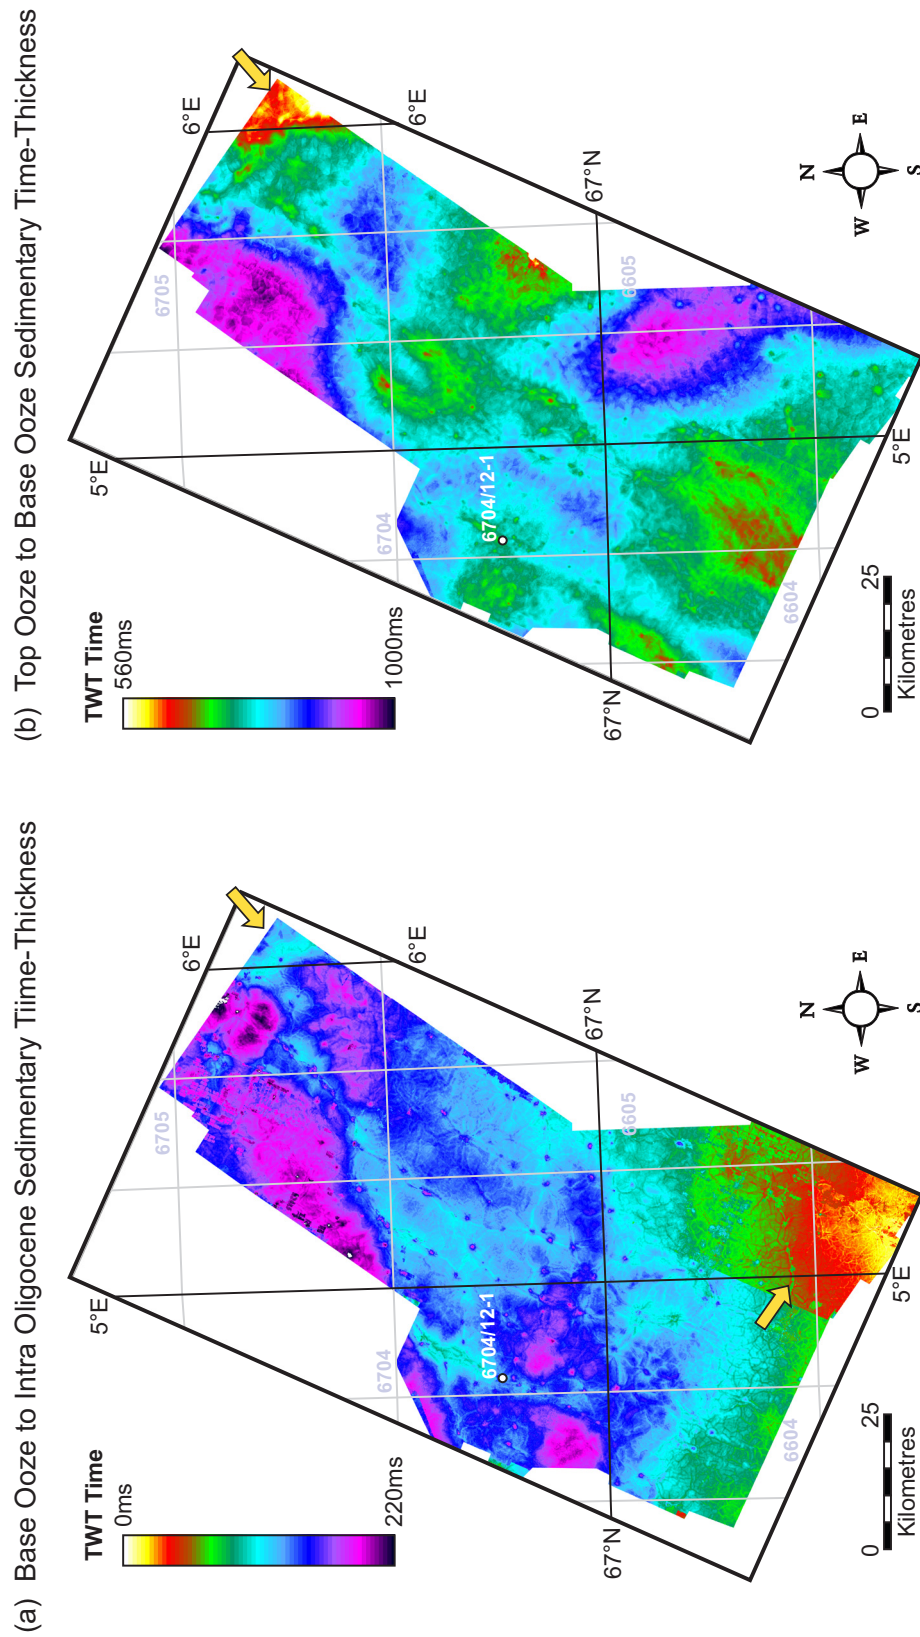 (a) Base Ooze to Intra Oligocene Sedimentary Tiime-Thickness
TWT Time
0ms
220ms
5°E
6°E
6705
6704
6°E
6704/12-1
67°N
67°N
6605
6604
5°E
0 25
Kilometres
N
W E
S
(b) Top Ooze to Base Ooze Sedimentary Time-Thickness
TWT Time
560ms
1000ms
5°E
6°E
6705
6704
6°E
6704/12-1
67°N
67°N
6605
6604
5°E
0 25
Kilometres
N
W E
S